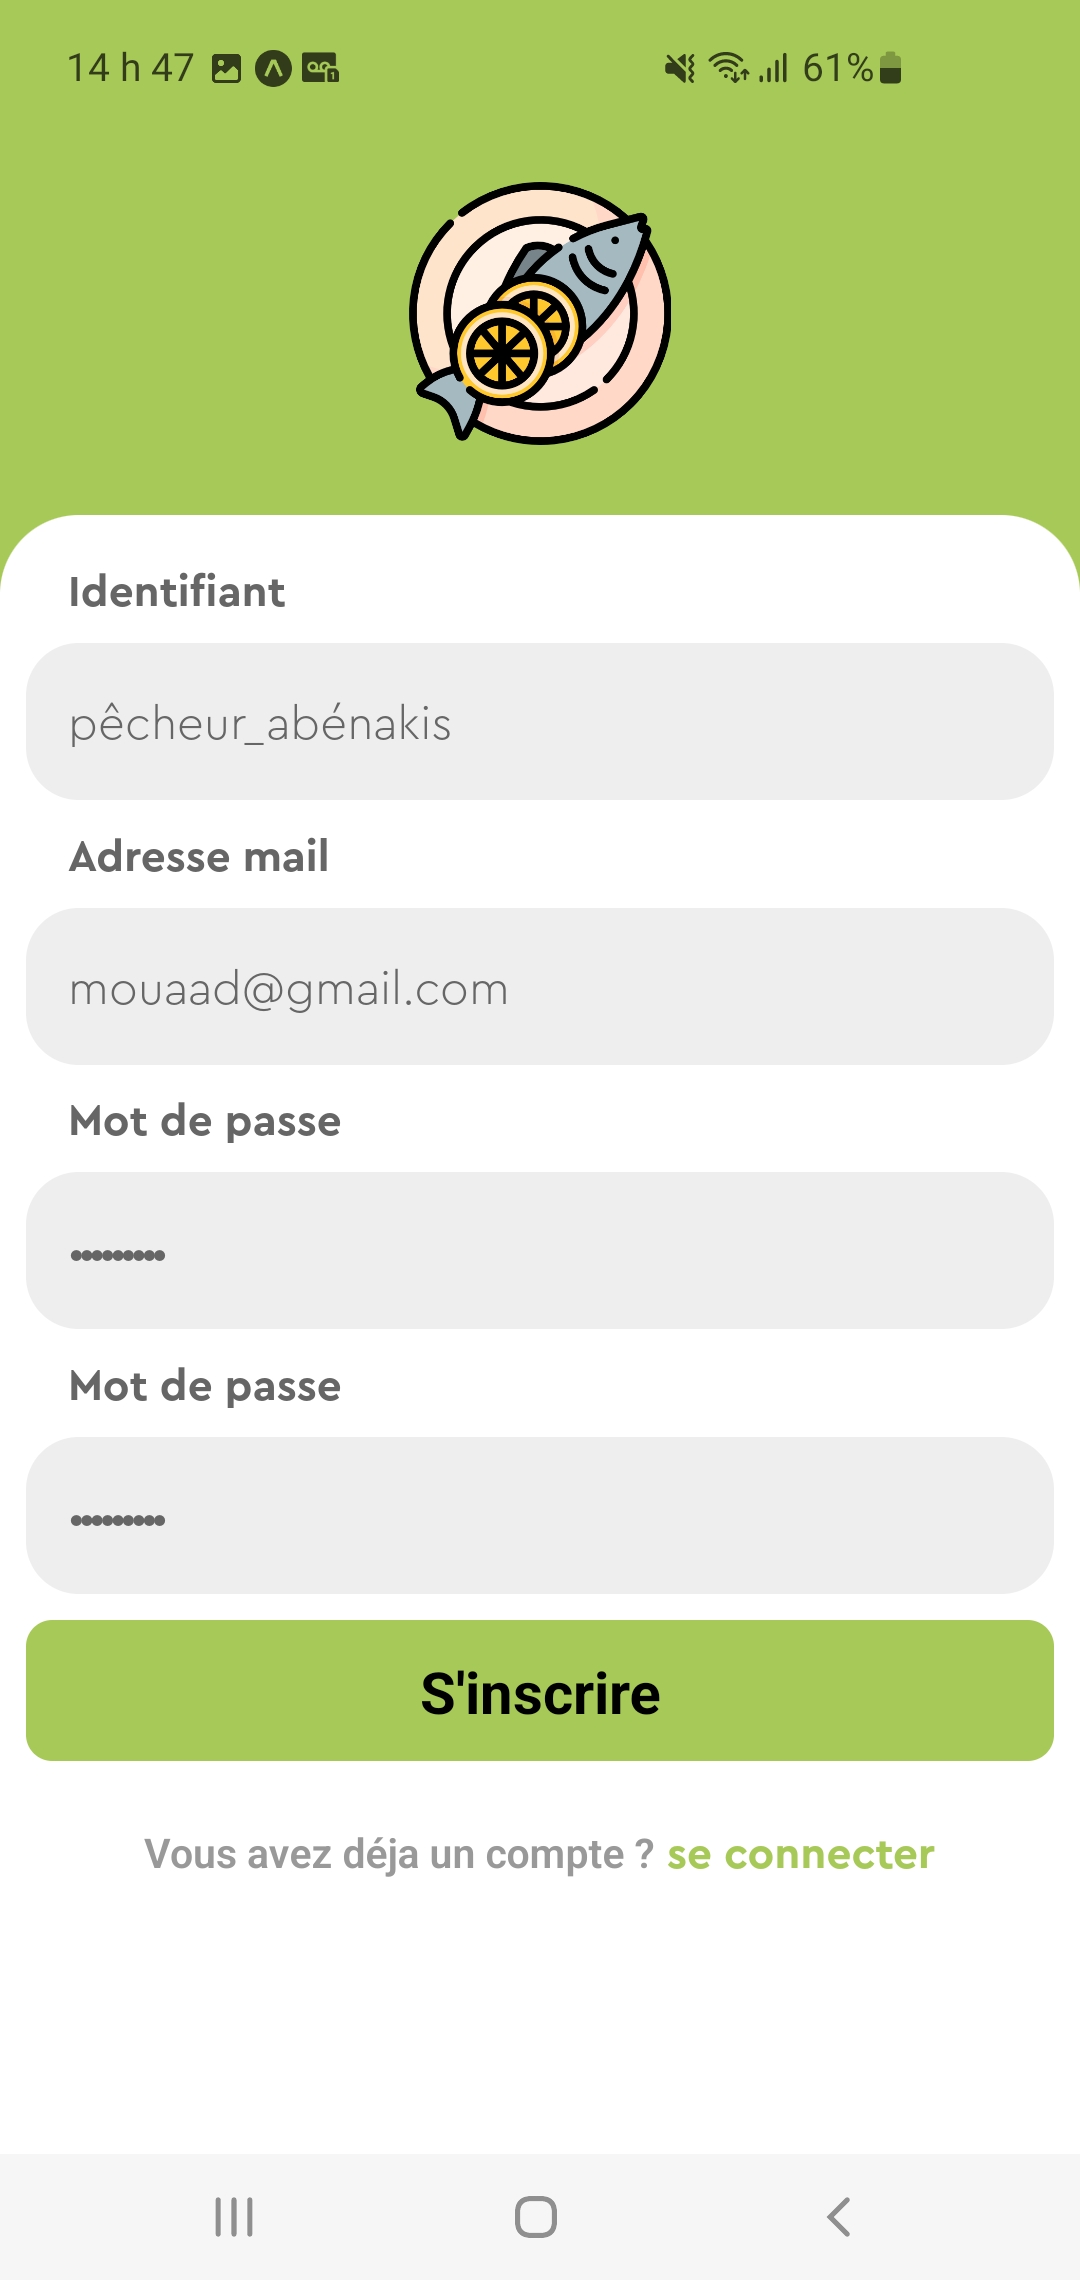 14 h 47 61%
Identifiant
pêcheur_abénakis
Adresse mail
mouaad@gmail.com
Mot de passe
•••••••••
Mot de passe
•••••••••
S'inscrire
Vous avez déja un compte ? se connecter